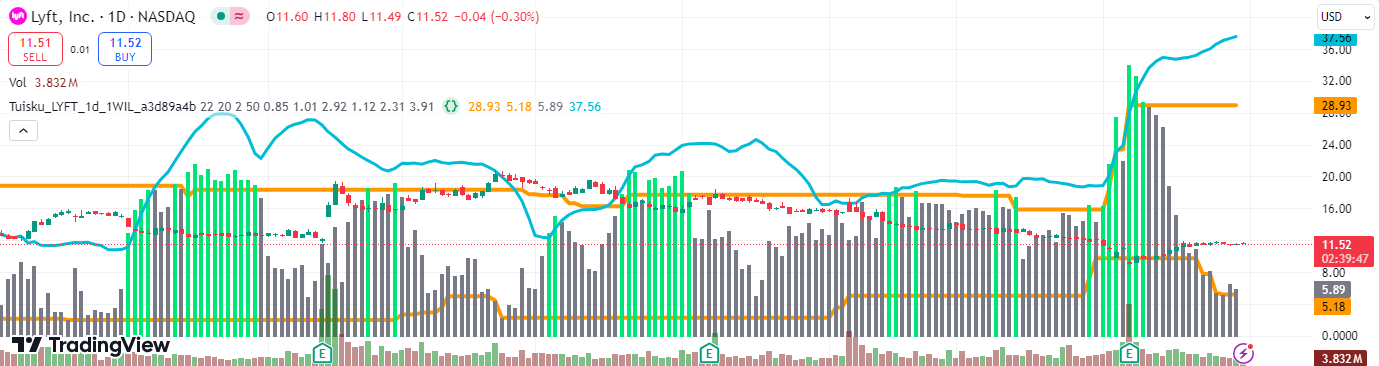 Lyft, Inc. · 1D · NASDAQ O11.60 H11.80 L11.49 C11.52 −0.04 (−0.30%)
USD
11.51 SELL 0.01 11.52 BUY
Vol 3.832 M
Tuisku_LYFT_1d_1WIL_a3d89a4b 22 20 2 50 0.85 1.01 2.92 1.12 2.31 3.91 {} 28.93 5.18 5.89 37.56
37.56
36.00
32.00
28.93
28.00
24.00
20.00
16.00
11.52
02:39:47
8.00
5.89
5.18
0.0000
3.832 M
TradingView
E E E